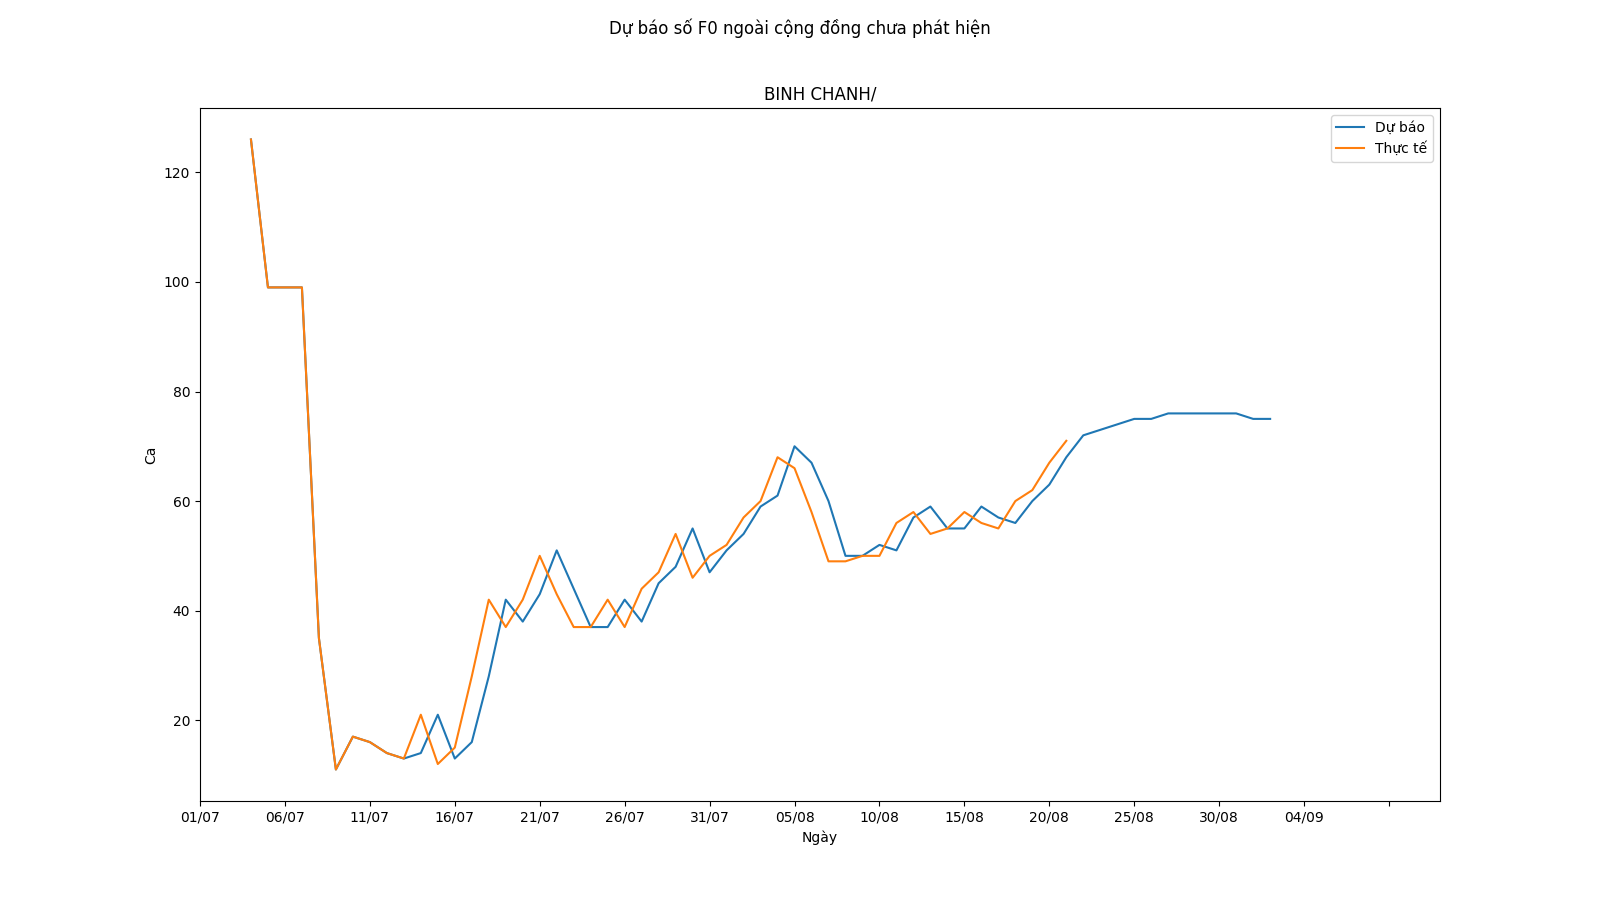 Dự báo số F0 ngoài cộng đồng chưa phát hiện
BINH CHANH/
Dự báo
Thực tế
120
100
80
60
40
20
Ca
01/07 06/07 11/07 16/07 21/07 26/07 31/07 05/08 10/08 15/08 20/08 25/08 30/08 04/09
Ngày